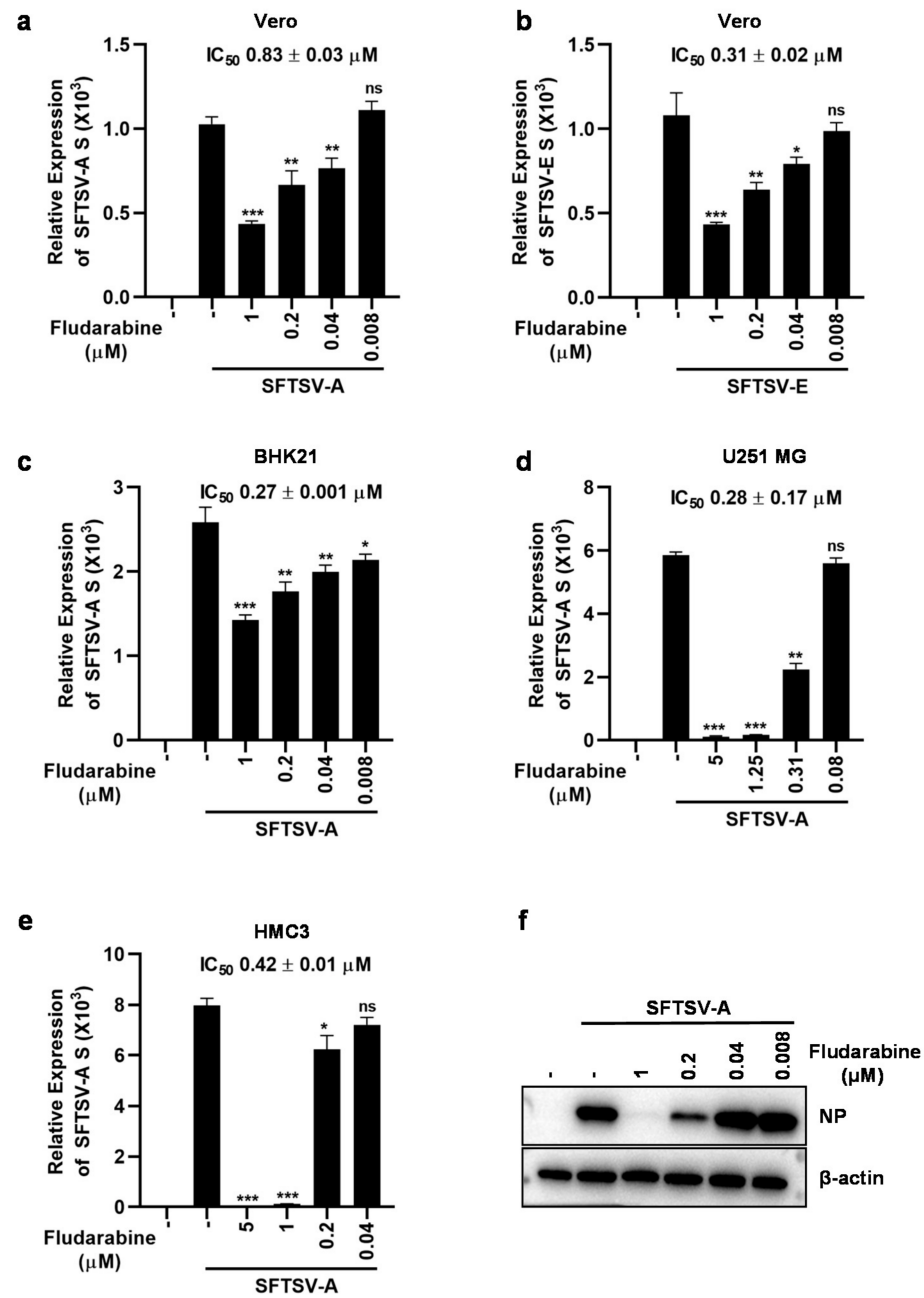 a
Vero
IC50 0.83 ± 0.03 μM
Relative Expression
of SFTSV-A S (X10³)
1.5
1.0
0.5
0.0
***
**
**
ns
Fludarabine
(μM)
-
-
1
0.2
0.04
0.008
SFTSV-A
b
Vero
IC50 0.31 ± 0.02 μM
Relative Expression
of SFTSV-E S (X10³)
1.5
1.0
0.5
0.0
***
**
*
ns
Fludarabine
(μM)
-
-
1
0.2
0.04
0.008
SFTSV-E
c
BHK21
IC50 0.27 ± 0.001 μM
Relative Expression
of SFTSV-A S (X10³)
3
2
1
0
***
**
**
*
Fludarabine
(μM)
-
-
1
0.2
0.04
0.008
SFTSV-A
d
U251 MG
IC50 0.28 ± 0.17 μM
Relative Expression
of SFTSV-A S (X10³)
8
6
4
2
0
***
***
**
ns
Fludarabine
(μM)
-
-
5
1.25
0.31
0.08
SFTSV-A
e
HMC3
IC50 0.42 ± 0.01 μM
Relative Expression
of SFTSV-A S (X10³)
10
8
6
4
2
0
***
***
*
ns
Fludarabine
(μM)
-
-
5
1
0.2
0.04
SFTSV-A
f
SFTSV-A
-
-
1
0.2
0.04
0.008
Fludarabine
(μM)
NP
β-actin